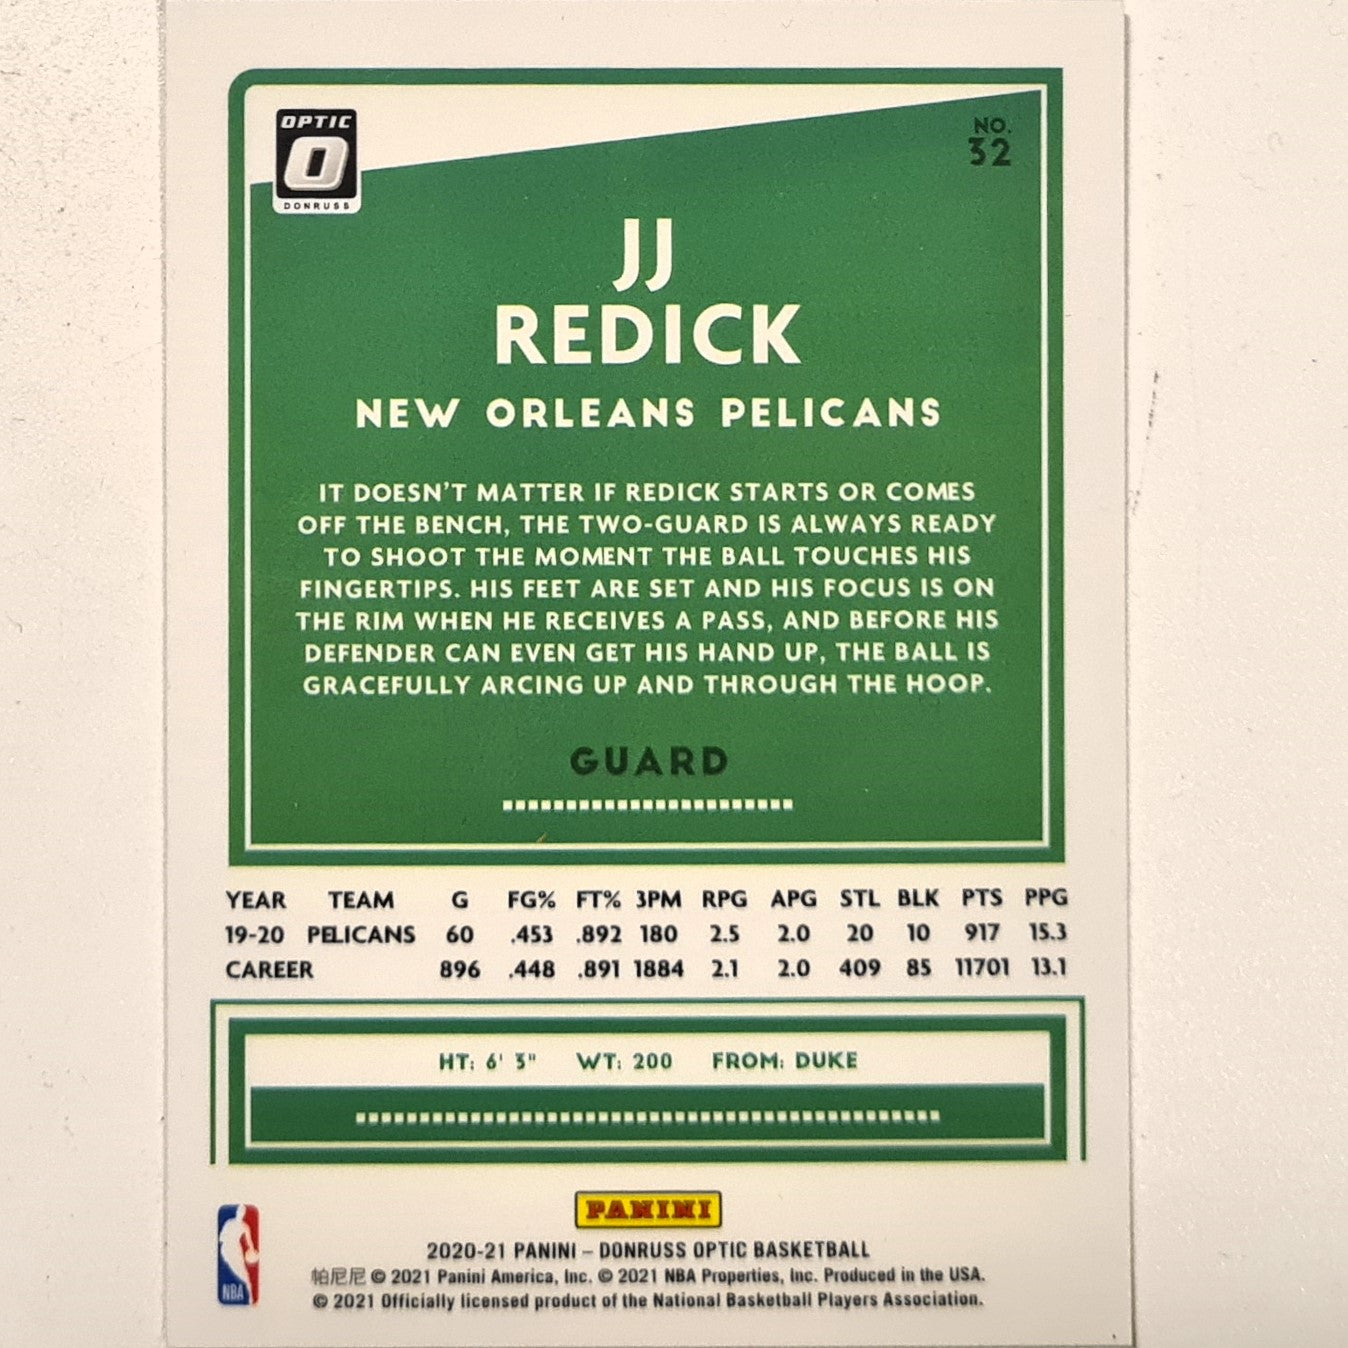 OPTIC
O
DONRUSS
NO.
32
JJ
REDICK
NEW ORLEANS PELICANS
IT DOESN'T MATTER IF REDICK STARTS OR COMES
OFF THE BENCH, THE TWO-GUARD IS ALWAYS READY
TO SHOOT THE MOMENT THE BALL TOUCHES HIS
FINGERTIPS. HIS FEET ARE SET AND HIS FOCUS IS ON
THE RIM WHEN HE RECEIVES A PASS, AND BEFORE HIS
DEFENDER CAN EVEN GET HIS HAND UP, THE BALL IS
GRACEFULLY ARCING UP AND THROUGH THE HOOP.
GUARD
YEAR TEAM G FG% FT% 3PM RPG APG STL BLK PTS PPG
19-20 PELICANS 60 .453 .892 180 2.5 2.0 20 10 917 15.3
CAREER 896 .448 .891 1884 2.1 2.0 409 85 11701 13.1
HT: 6' 3" WT: 200 FROM: DUKE
PANINI
NBA
2020-21 PANINI – DONRUSS OPTIC BASKETBALL
帕尼尼 © 2021 Panini America, Inc. © 2021 NBA Properties, Inc. Produced in the USA.
© 2021 Officially licensed product of the National Basketball Players Association.